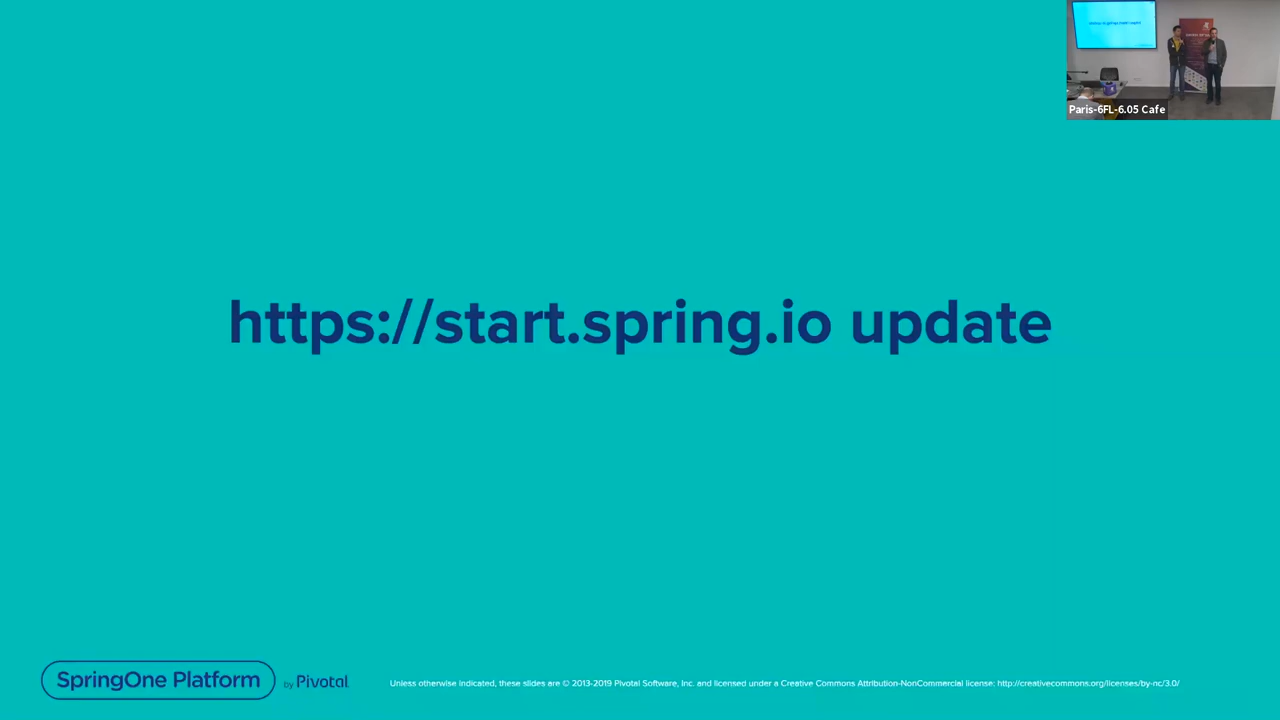 Paris-6FL-6.05 Cafe
https://start.spring.io update
SpringOne Platform by Pivotal
Unless otherwise indicated, these slides are © 2013-2019 Pivotal Software, Inc. and licensed under a Creative Commons Attribution-NonCommercial license: http://creativecommons.org/licenses/by-nc/3.0/